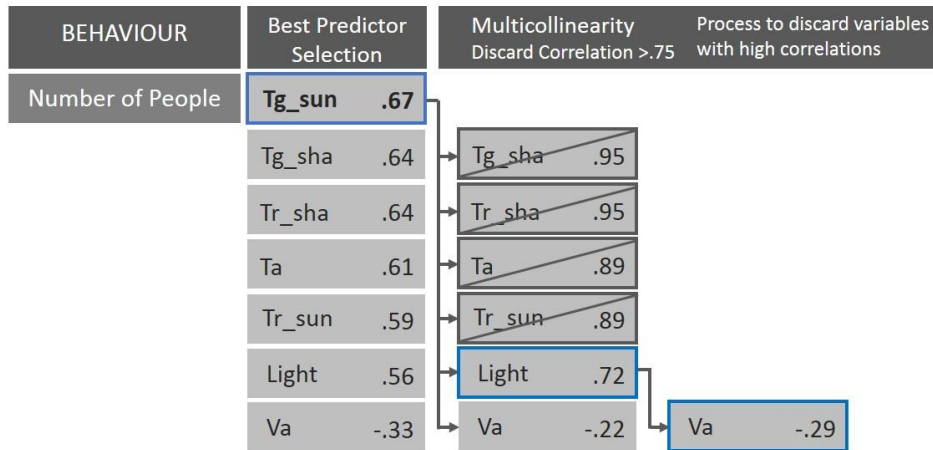 BEHAVIOUR
Best Predictor
Selection
Multicollinearity
Discard Correlation >.75
Process to discard variables
with high correlations
Number of People
Tg_sun .67
Tg_sha .64
Tg_sha .95
Tr_sha .64
Tr_sha .95
Ta .61
Ta .89
Tr_sun .59
Tr_sun .89
Light .56
Light .72
Va -.33
Va -.22
Va -.29